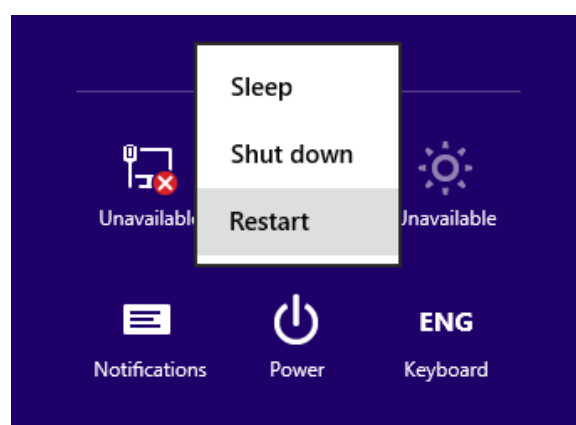 Sleep
Shut down
Restart
Unavailabl
Unavailable
Notifications
Power
ENG
Keyboard